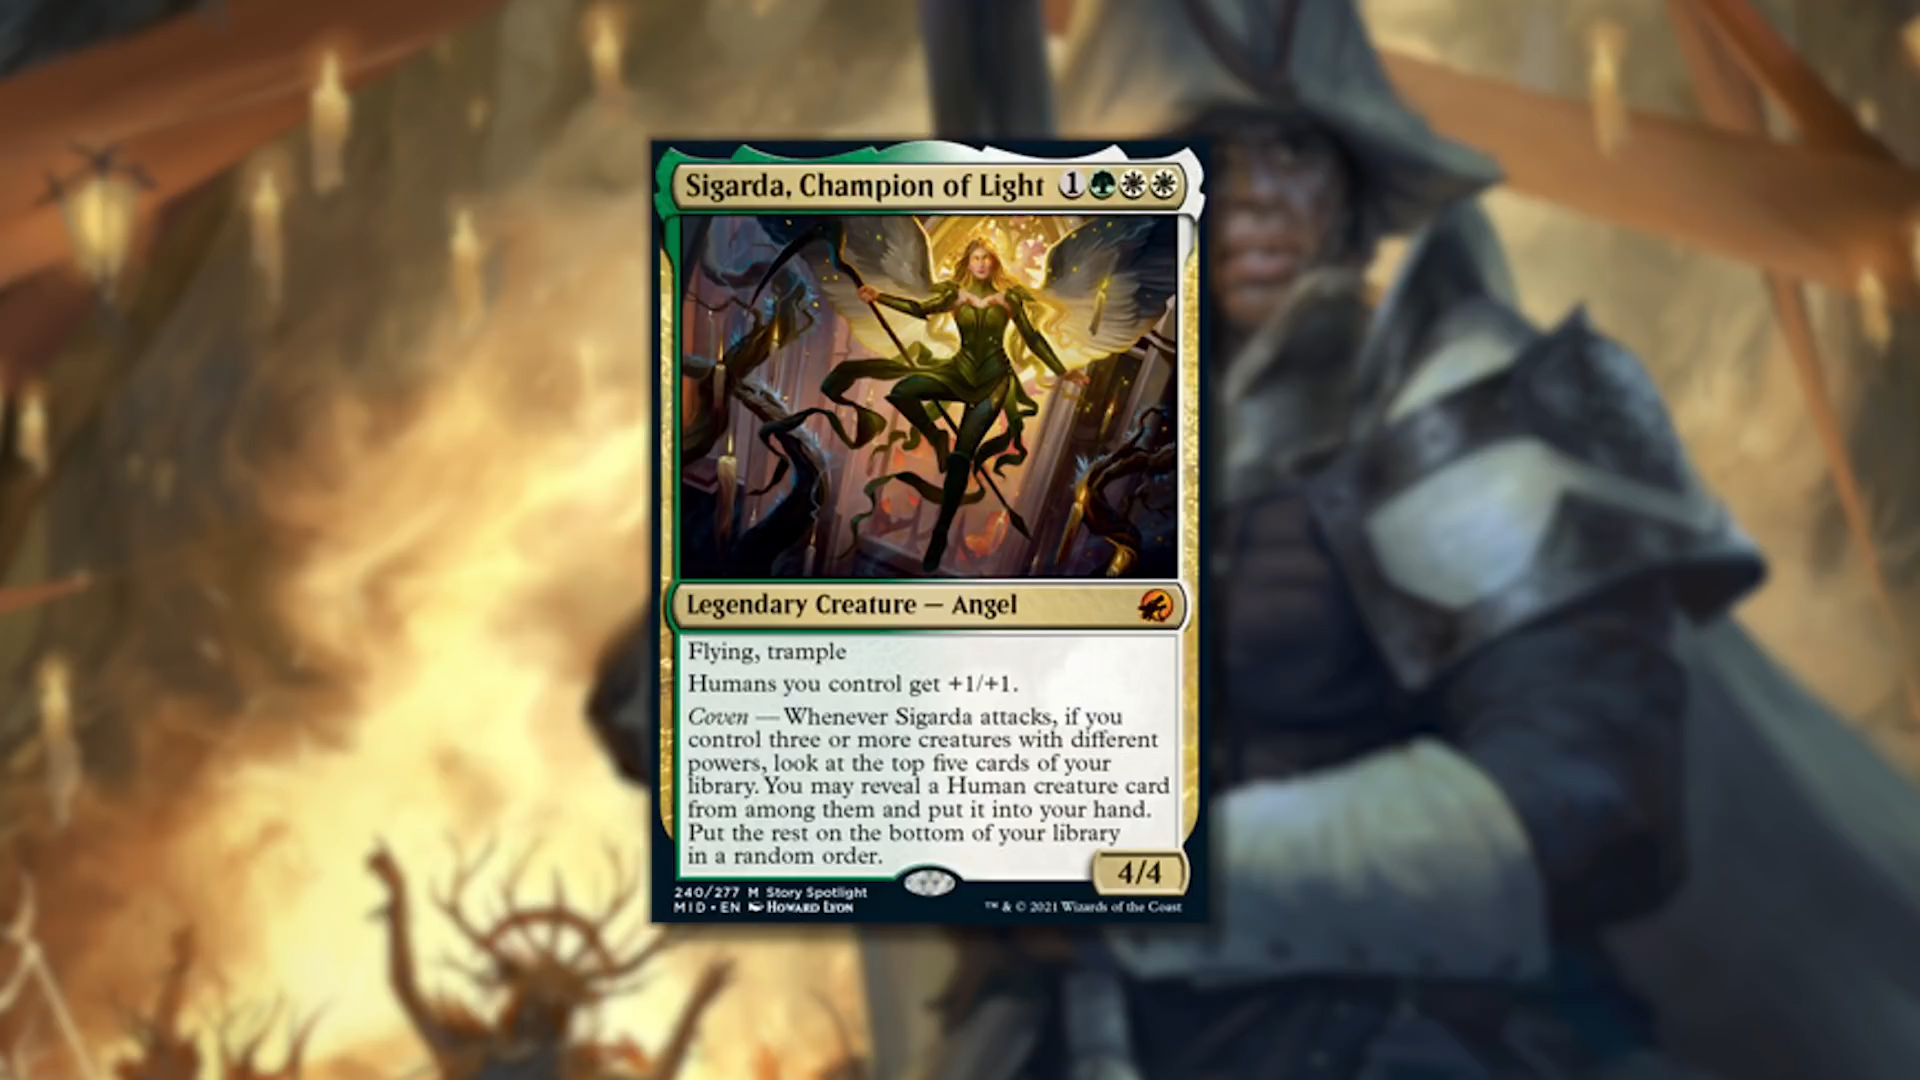 Sigarda, Champion of Light 1
Legendary Creature — Angel
Flying, trample
Humans you control get +1/+1.
Coven — Whenever Sigarda attacks, if you
control three or more creatures with different
powers, look at the top five cards of your
library. You may reveal a Human creature card
from among them and put it into your hand.
Put the rest on the bottom of your library
in a random order.
4/4
240/277 M Story Spotlight
MID • EN Howard Lyon
™ & © 2021 Wizards of the Coast